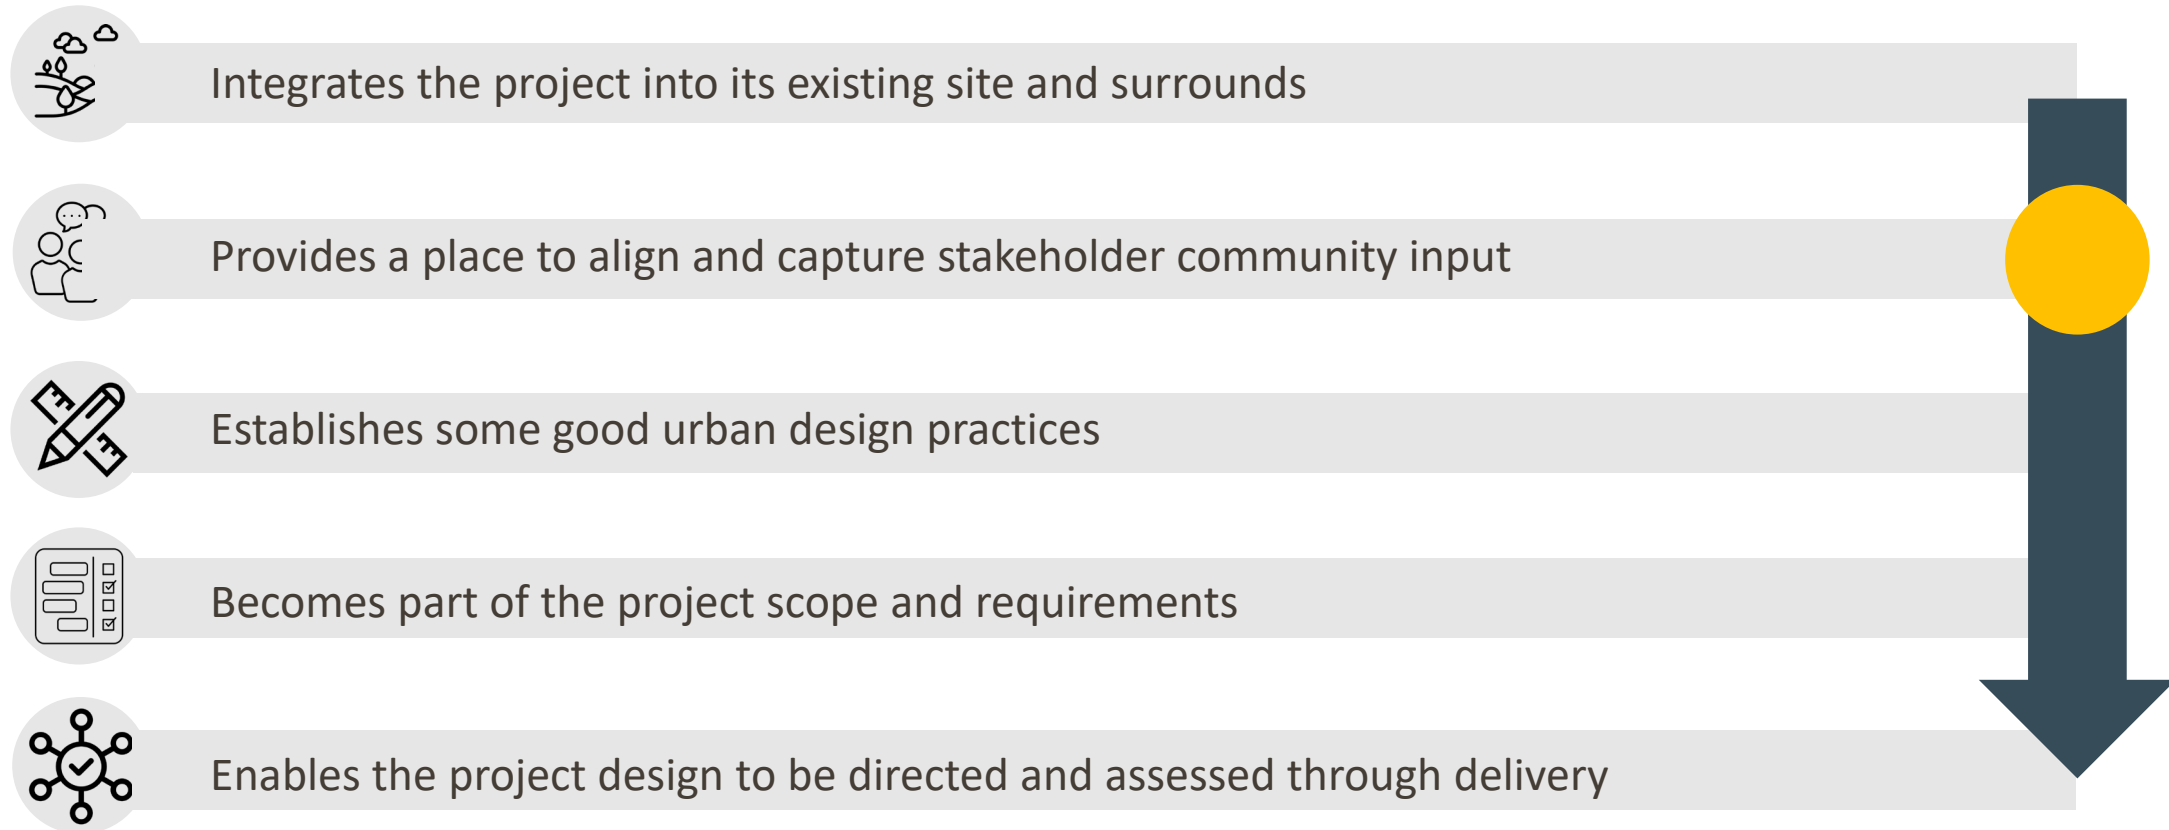 Integrates the project into its existing site and surrounds
Provides a place to align and capture stakeholder community input
Establishes some good urban design practices
Becomes part of the project scope and requirements
Enables the project design to be directed and assessed through delivery